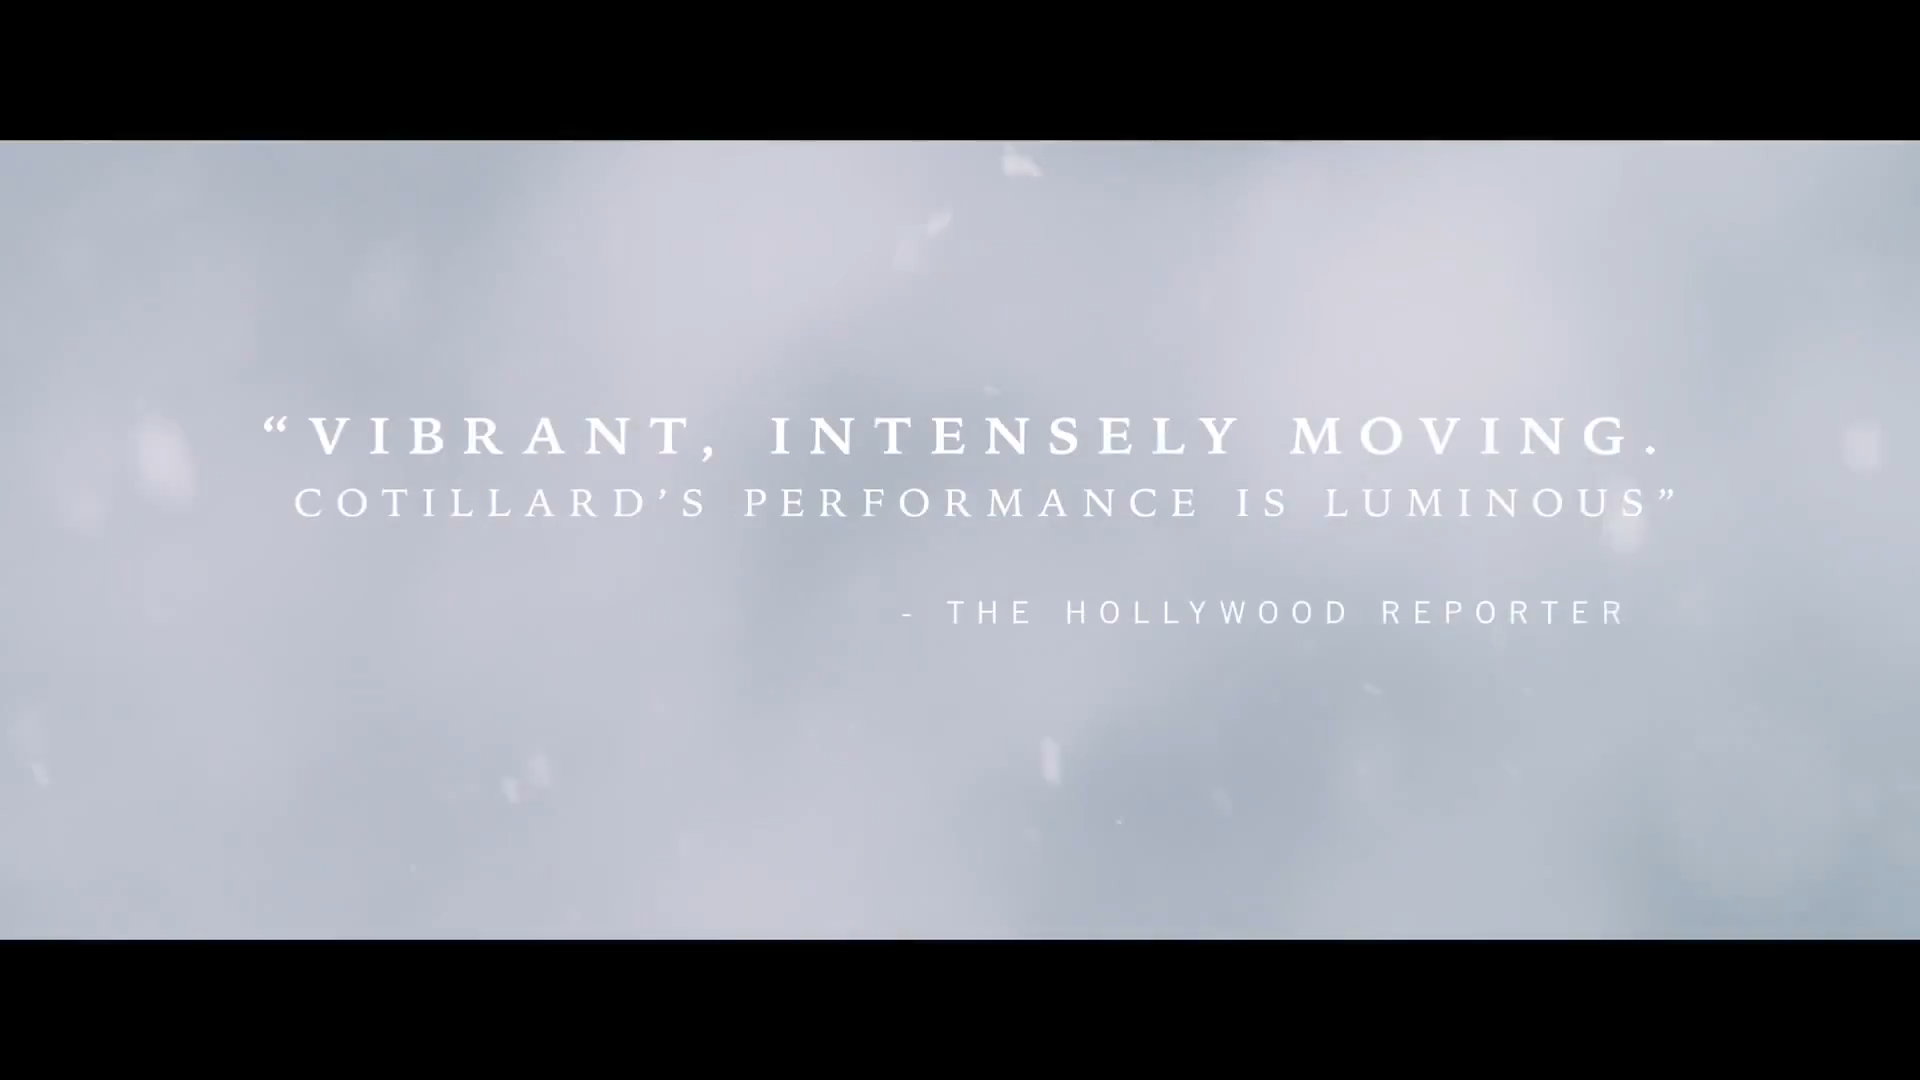 “VIBRANT, INTENSELY MOVING.
COTILLARD’S PERFORMANCE IS LUMINOUS”
- THE HOLLYWOOD REPORTER